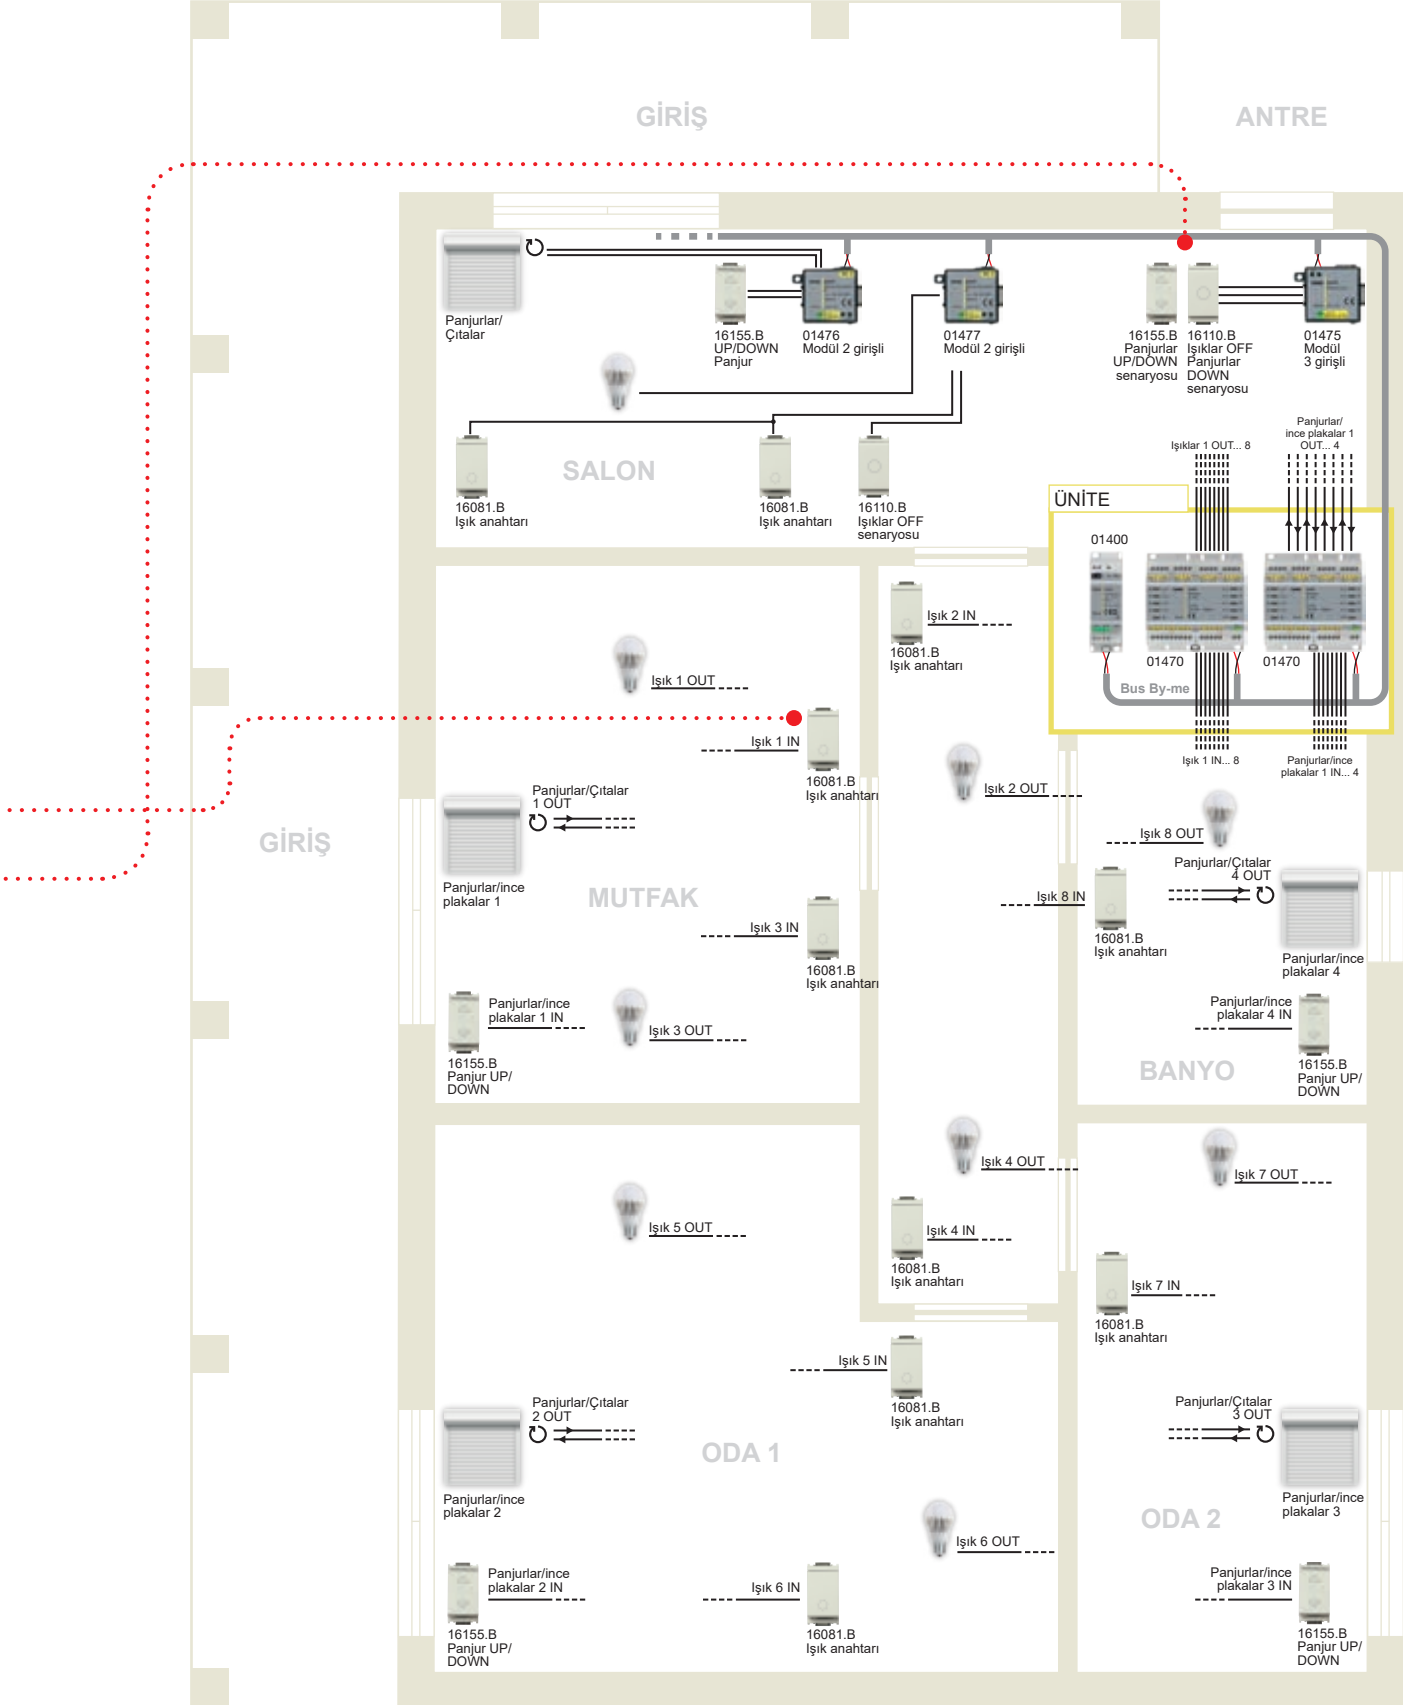 GİRİŞ
ANTRE
Panjurlar/
Çıtalar
16155.B
UP/DOWN
Panjur
01476
Modül 2 girişli
01477
Modül 2 girişli
16155.B
Panjurlar
UP/DOWN
senaryosu
16110.B
Işıklar OFF
Panjurlar
DOWN
senaryosu
01475
Modül
3 girişli
SALON
16081.B
Işık anahtarı
16081.B
Işık anahtarı
16110.B
Işıklar OFF
senaryosu
Işıklar 1 OUT... 8
Panjurlar/
ince plakalar 1
OUT... 4
ÜNİTE
01400
01470
01470
Bus By-me
Işık 1 IN... 8
Panjurlar/ince
plakalar 1 IN... 4
Işık 2 IN
16081.B
Işık anahtarı
Işık 1 OUT
Işık 1 IN
16081.B
Işık anahtarı
Işık 2 OUT
Panjurlar/Çıtalar
1 OUT
Panjurlar/ince
plakalar 1
GİRİŞ
MUTFAK
Işık 3 IN
16081.B
Işık anahtarı
Panjurlar/ince
plakalar 1 IN
16155.B
Panjur UP/
DOWN
Işık 3 OUT
Işık 8 OUT
Panjurlar/Çıtalar
4 OUT
Işık 8 IN
16081.B
Işık anahtarı
Panjurlar/ince
plakalar 4
Panjurlar/ince
plakalar 4 IN
16155.B
Panjur UP/
DOWN
BANYO
Işık 4 OUT
Işık 4 IN
16081.B
Işık anahtarı
Işık 5 OUT
Işık 7 OUT
Işık 7 IN
16081.B
Işık anahtarı
Işık 5 IN
16081.B
Işık anahtarı
Panjurlar/Çıtalar
2 OUT
Panjurlar/ince
plakalar 2
ODA 1
Işık 6 OUT
Panjurlar/ince
plakalar 2 IN
16155.B
Panjur UP/
DOWN
Işık 6 IN
16081.B
Işık anahtarı
Panjurlar/Çıtalar
3 OUT
Panjurlar/ince
plakalar 3
ODA 2
Panjurlar/ince
plakalar 3 IN
16155.B
Panjur UP/
DOWN